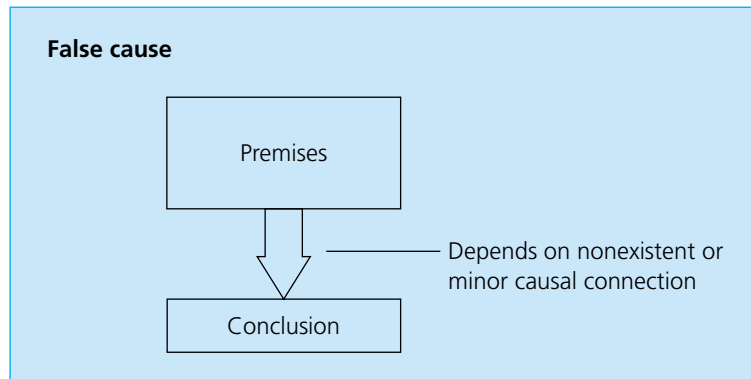 False cause
Premises
Depends on nonexistent or
minor causal connection
Conclusion